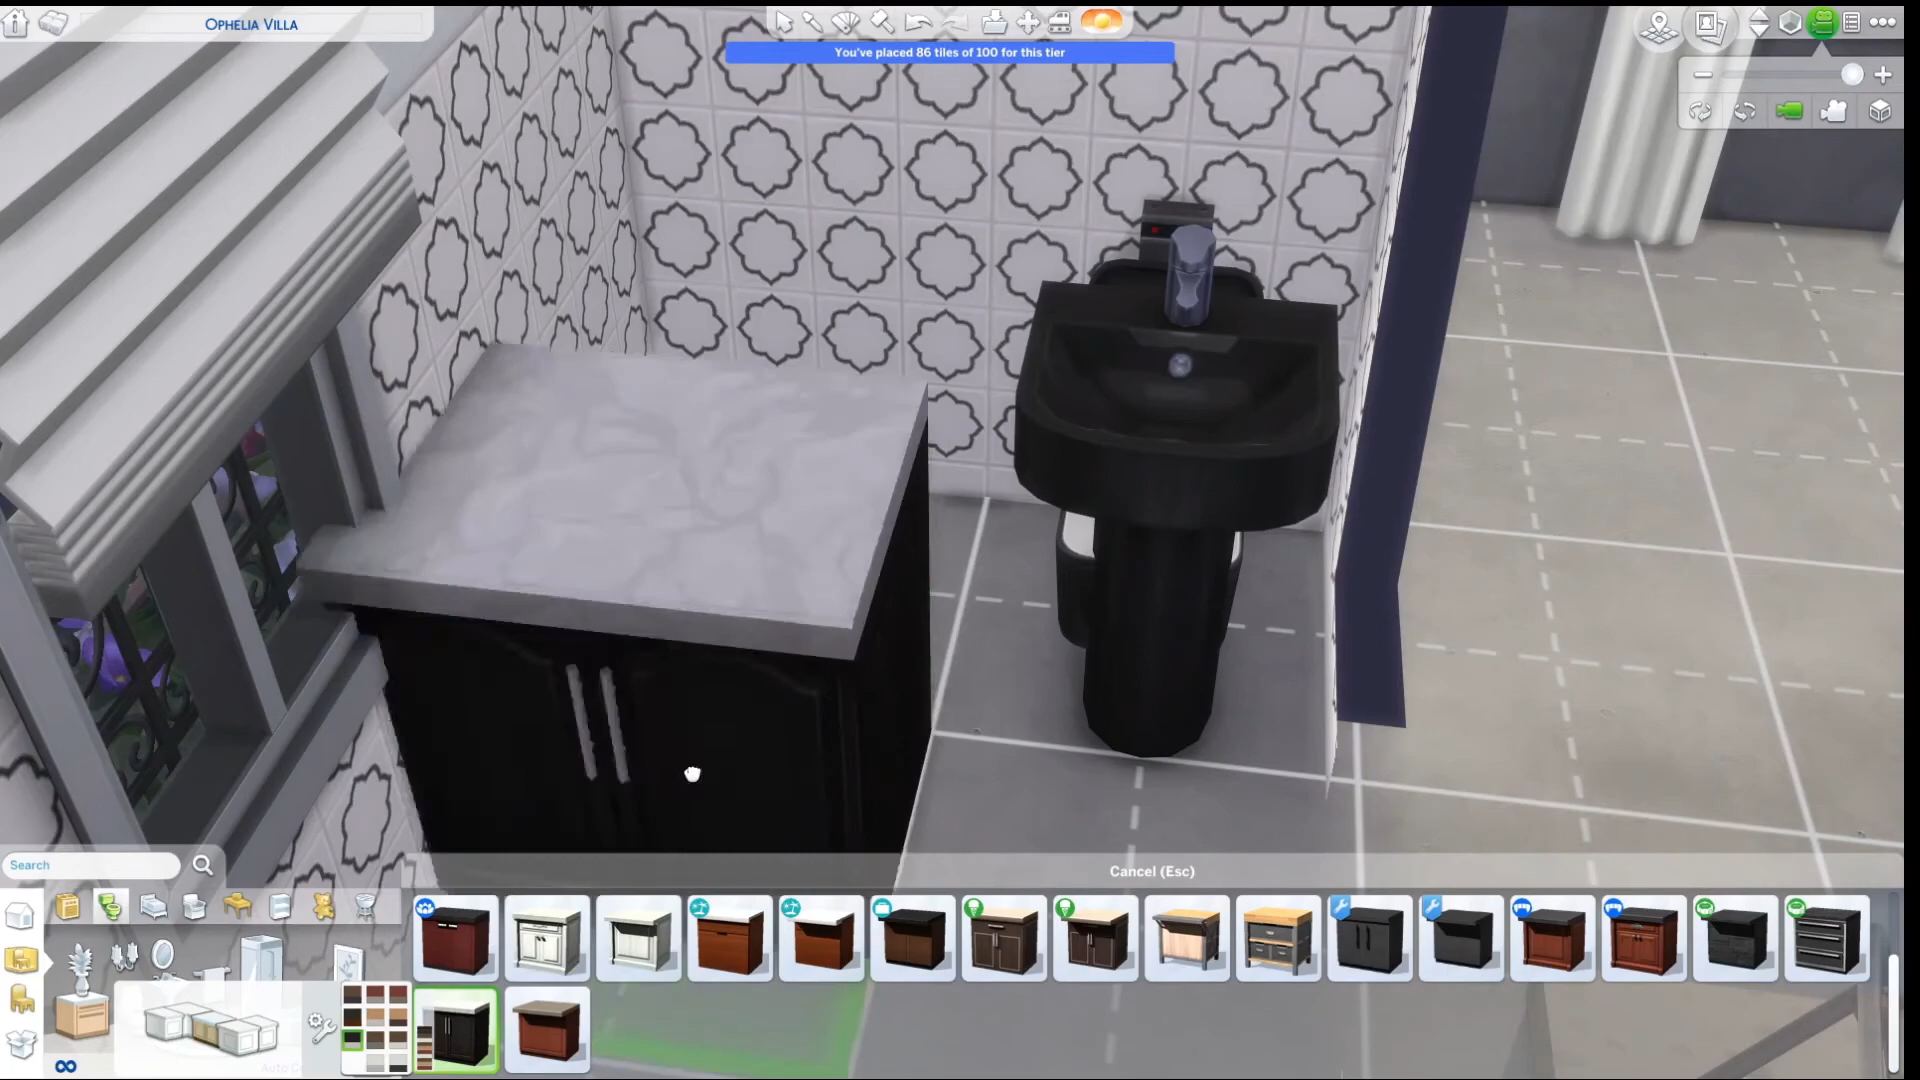 OPHELIA VILLA
You've placed 86 tiles of 100 for this tier
Search
Cancel (Esc)